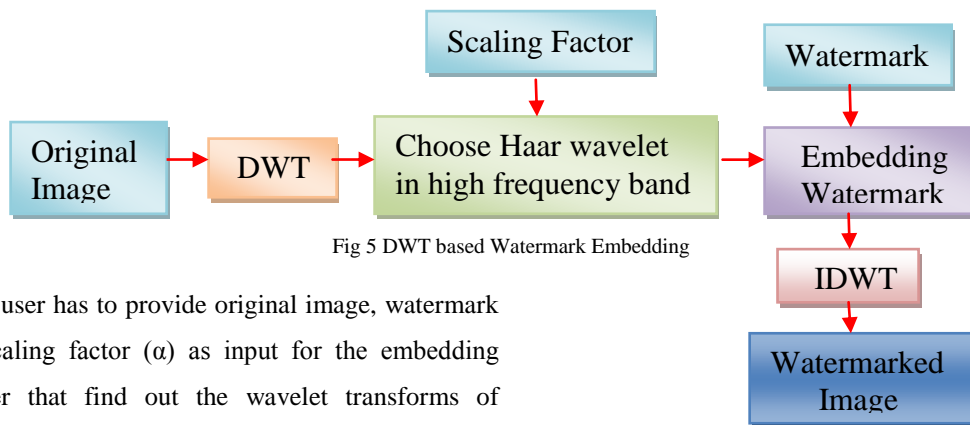 Scaling Factor
Watermark
Original
Image
DWT
Choose Haar wavelet
in high frequency band
Embedding
Watermark
Fig 5 DWT based Watermark Embedding
IDWT
Watermarked
Image
user has to provide original image, watermark
caling factor (α) as input for the embedding
er that find out the wavelet transforms of